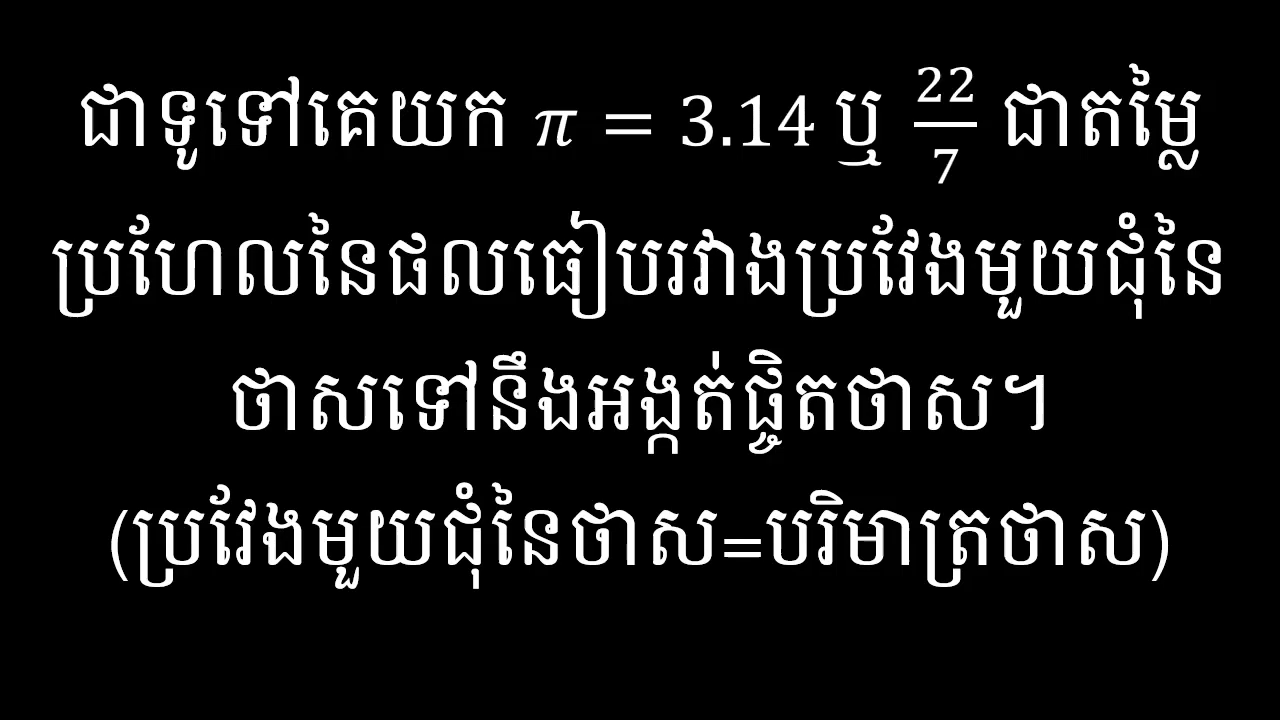 ជាទូទៅគេយក π = 3.14 ឬ 22/7 ជាតម្លៃ
ប្រហែលនៃផលធៀបរវាងប្រវែងមួយជុំនៃ
ថាសទៅនឹងអង្កត់ផ្ចិតថាស។
(ប្រវែងមួយជុំនៃថាស=បរិមាត្រថាស)